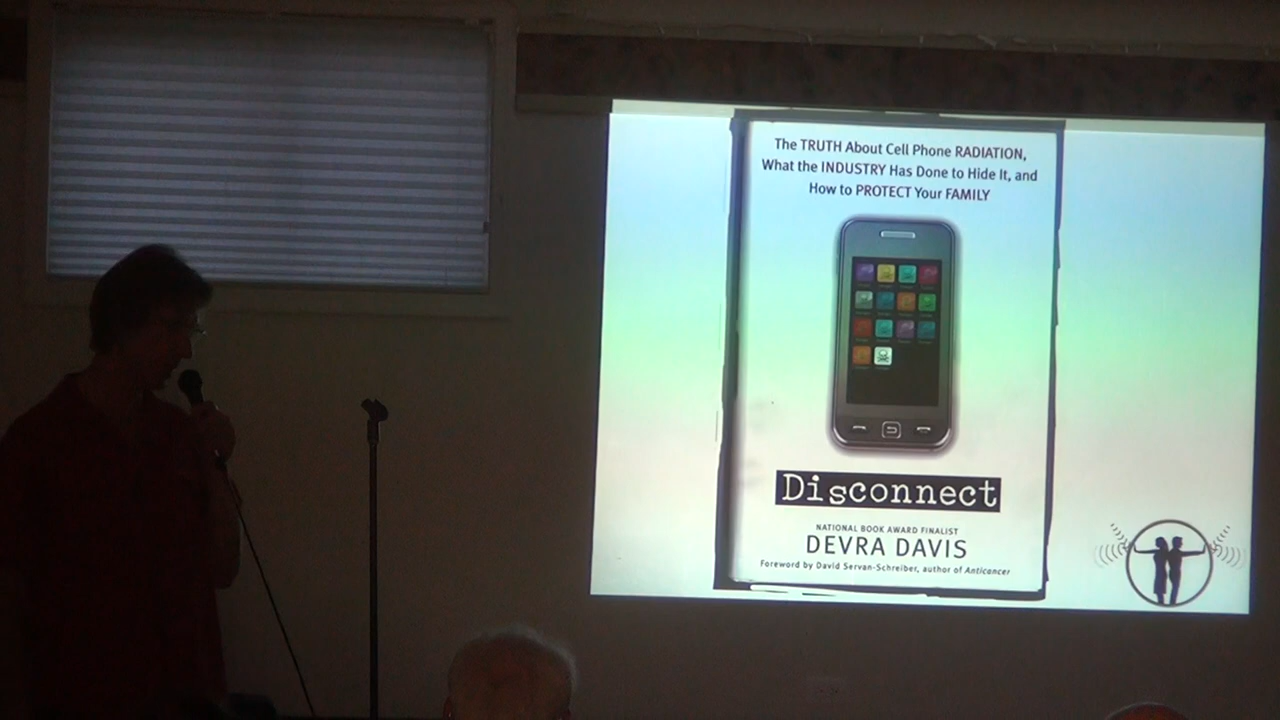 The TRUTH About Cell Phone RADIATION,
What the INDUSTRY Has Done to Hide It, and
How to PROTECT Your FAMILY
Disconnect
NATIONAL BOOK AWARD FINALIST
DEVRA DAVIS
Foreword by David Servan-Schreiber, author of Anticancer